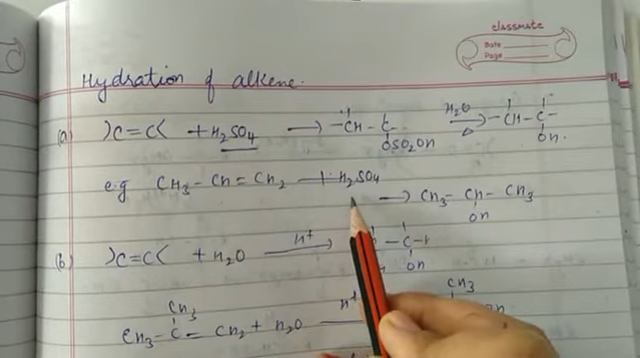 classmate
Date
Page
Hydration of alkene.
(a) >C=C< + H2SO4 → -CH-C- OSO2OH H2O Δ → -CH-C- OH.
e.g CH3-CH=CH2 + H2SO4
→ CH3-CH-CH3
OH
(b) >C=C< + H2O H+ → -C-
OH
CH3 CH3
CH3-C=CH2 + H2O H+